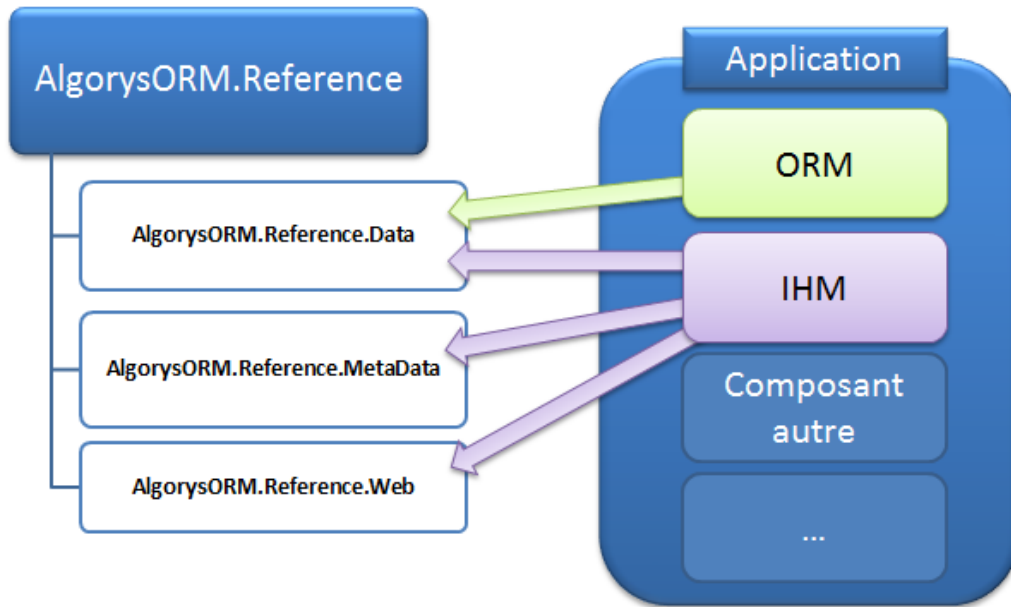 AlgorysORM.Reference
AlgorysORM.Reference.Data
AlgorysORM.Reference.MetaData
AlgorysORM.Reference.Web
Application
ORM
IHM
Composant
autre
...